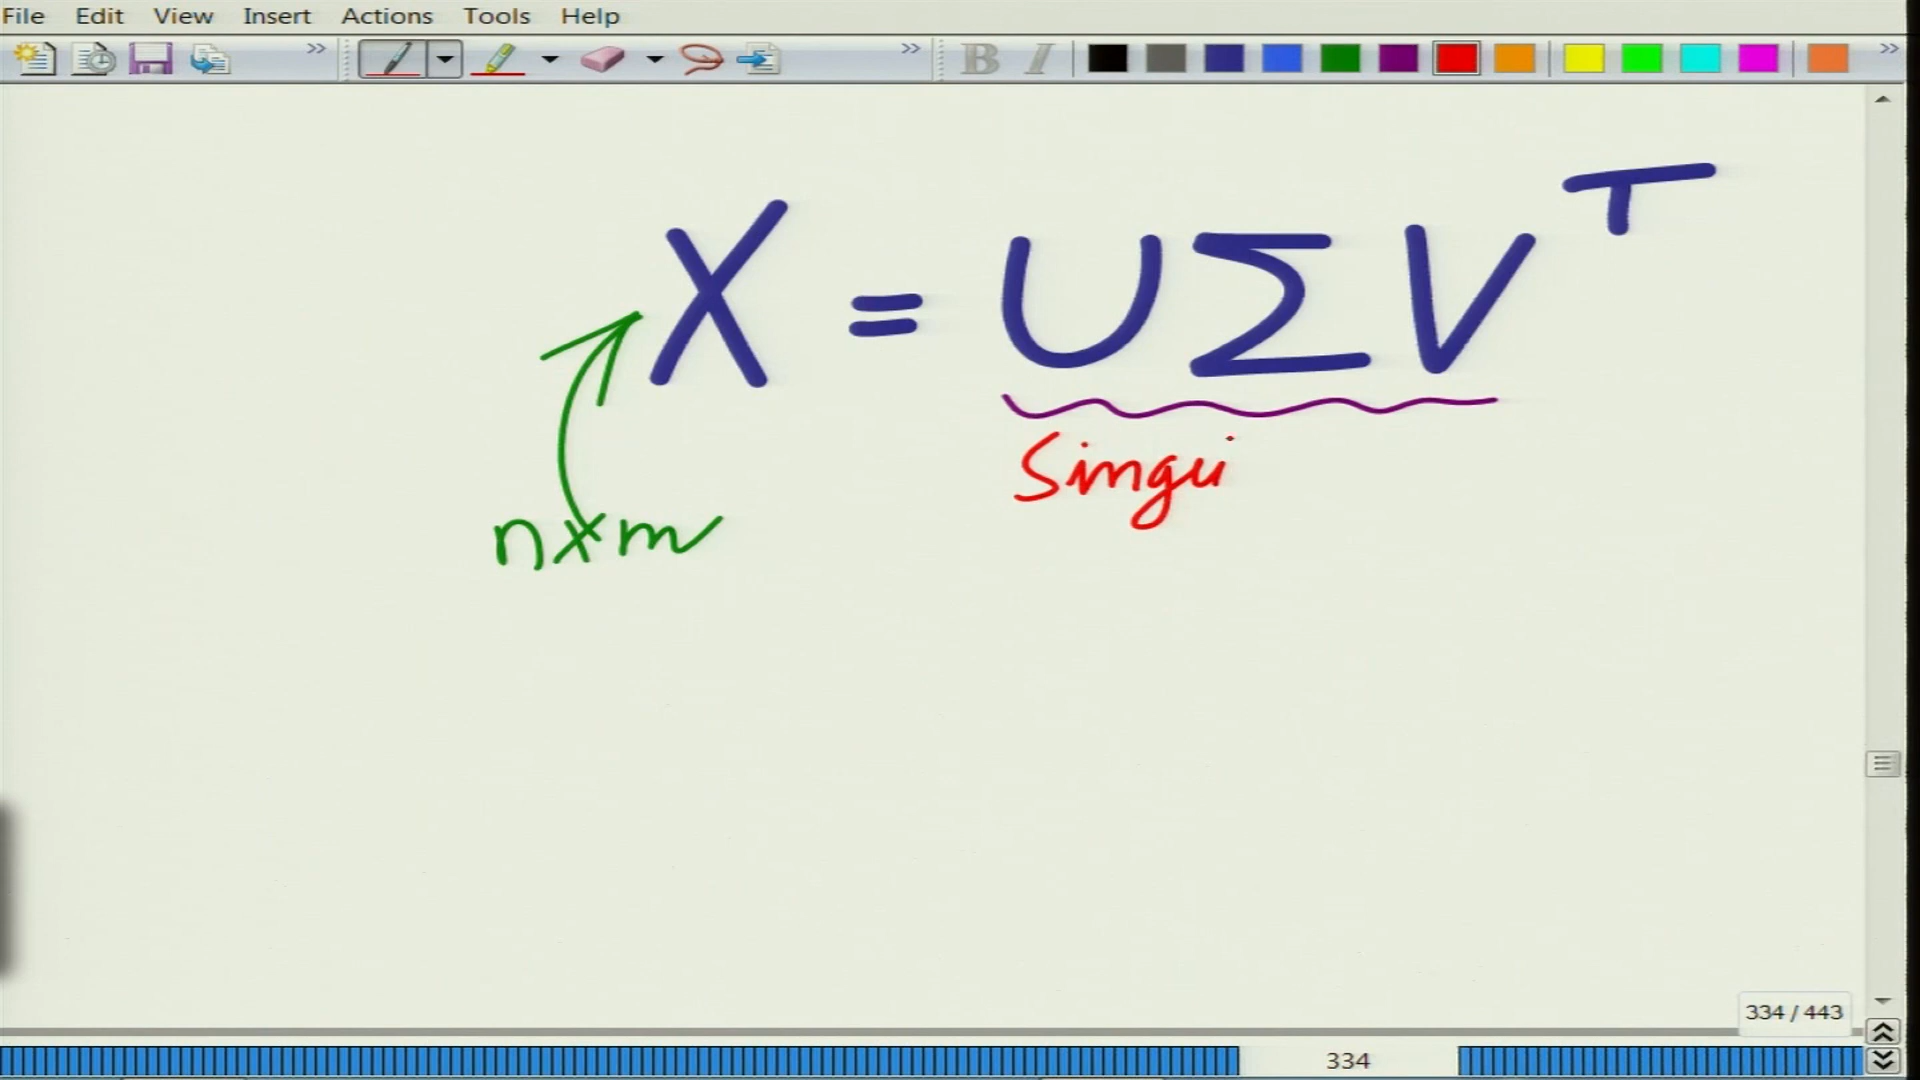 File Edit View Insert Actions Tools Help
B I
X = UΣV^T
Singu
n×m
334 / 443
334